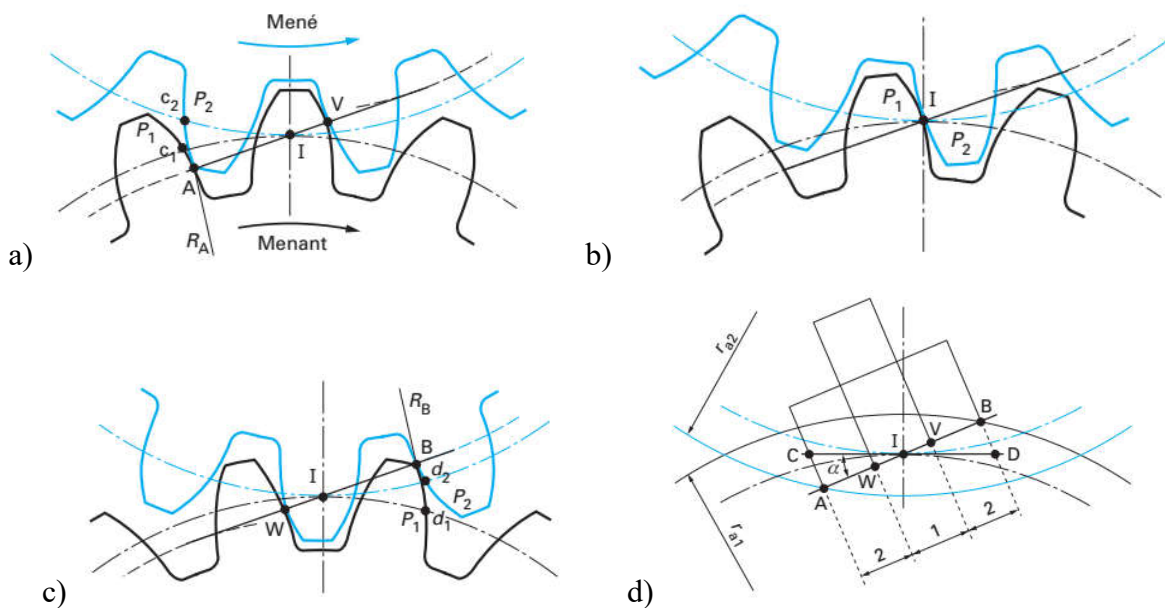 Mené
c2 P2
P1
c1
V
I
A
RA
Menant
a)
P1 I
P2
b)
RB
B
I
d2
W
P2
P1 d1
c)
ra2
B
V
I
C
D
α
W
A
ra1
2 1 2
d)